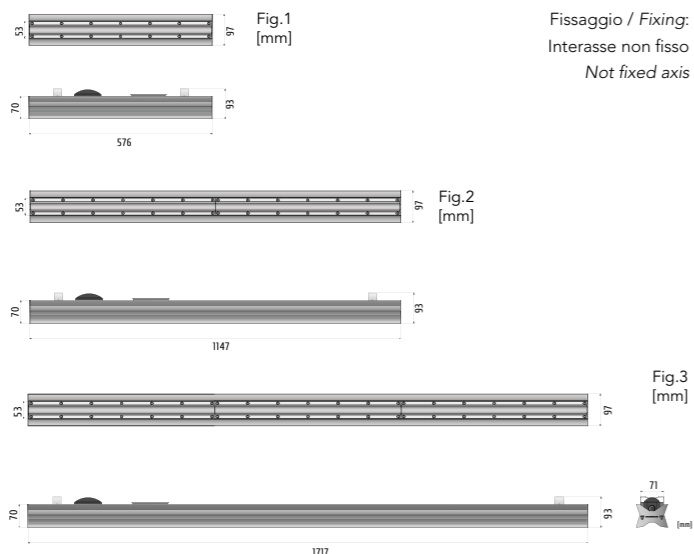 Fig.1
[mm]
Fissaggio / Fixing:
Interasse non fisso
Not fixed axis
53
97
70
93
576
Fig.2
[mm]
53
97
70
93
1147
Fig.3
[mm]
53
97
70
93
71
[mm]
1717